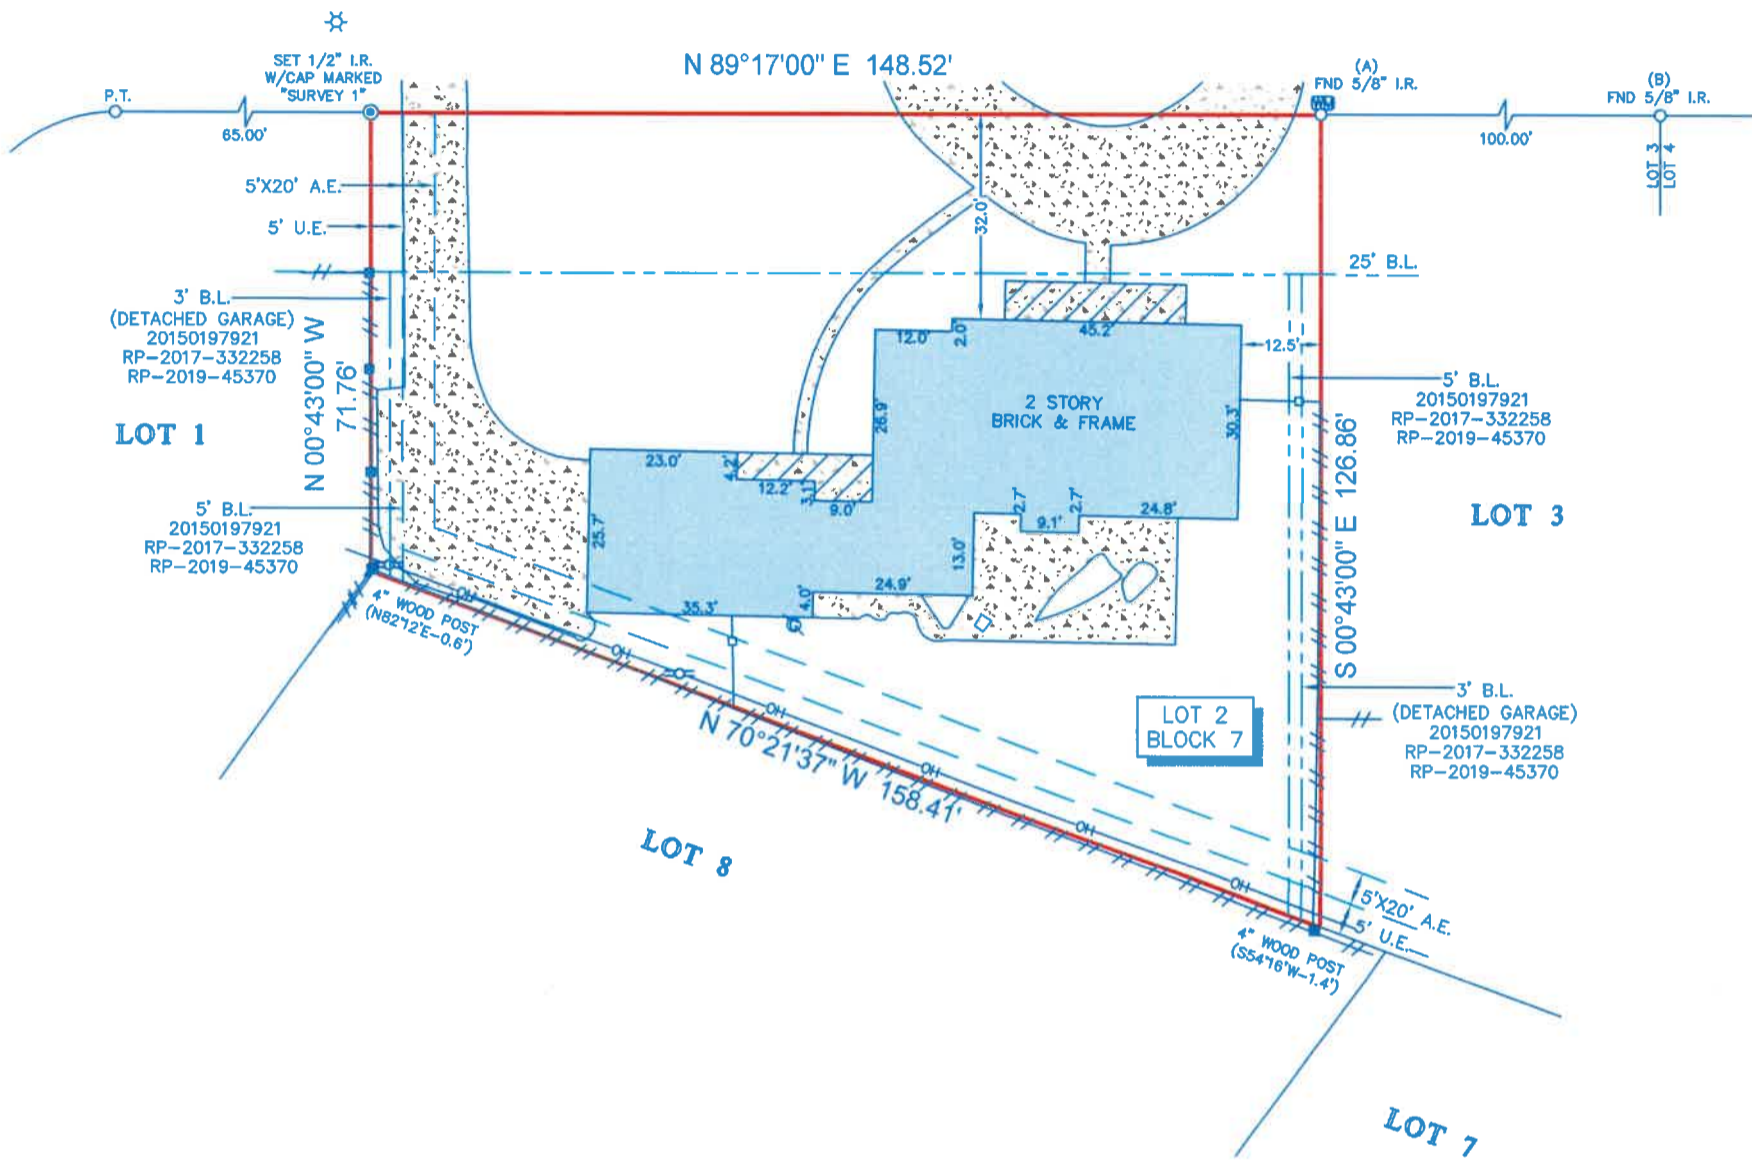 SET 1/2" I.R.
W/CAP MARKED
"SURVEY 1"
N 89°17'00" E 148.52'
(A)
FND 5/8" I.R.
(B)
FND 5/8" I.R.
P.T.
65.00'
100.00'
LOT 3
LOT 4
5'X20' A.E.
5' U.E.
32.0'
25' B.L.
3' B.L.
(DETACHED GARAGE)
20150197921
RP-2017-332258
RP-2019-45370
N 00°43'00" W
71.76'
LOT 1
12.0'
2.0'
45.2'
12.5'
2 STORY
BRICK & FRAME
26.9'
30.3'
5' B.L.
20150197921
RP-2017-332258
RP-2019-45370
S 00°43'00" E 126.86'
LOT 3
23.0'
4.2'
12.2'
3.1'
9.0'
2.7'
9.1'
2.7'
24.8'
25.7'
13.0'
24.9'
4.0'
35.3'
5' B.L.
20150197921
RP-2017-332258
RP-2019-45370
4" WOOD POST
(N82°12'E-0.6')
OH
OH
OH
OH
OH
OH
N 70°21'37" W 158.41'
LOT 2
BLOCK 7
3' B.L.
(DETACHED GARAGE)
20150197921
RP-2017-332258
RP-2019-45370
LOT 8
5'X20' A.E.
5' U.E.
4" WOOD POST
(S54°16'W-1.4')
LOT 7